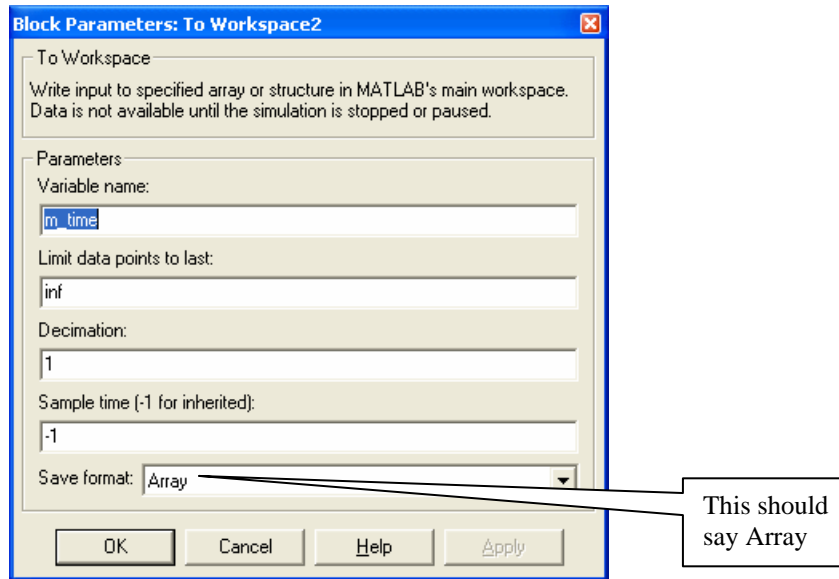 Block Parameters: To Workspace2
To Workspace
Write input to specified array or structure in MATLAB's main workspace.
Data is not available until the simulation is stopped or paused.
Parameters
Variable name:
m_time
Limit data points to last:
inf
Decimation:
1
Sample time (-1 for inherited):
-1
Save format: Array
This should
say Array
OK Cancel Help Apply